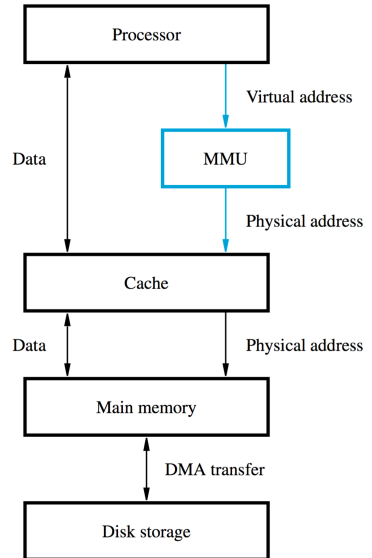 Processor
Virtual address
Data
MMU
Physical address
Cache
Data
Physical address
Main memory
DMA transfer
Disk storage